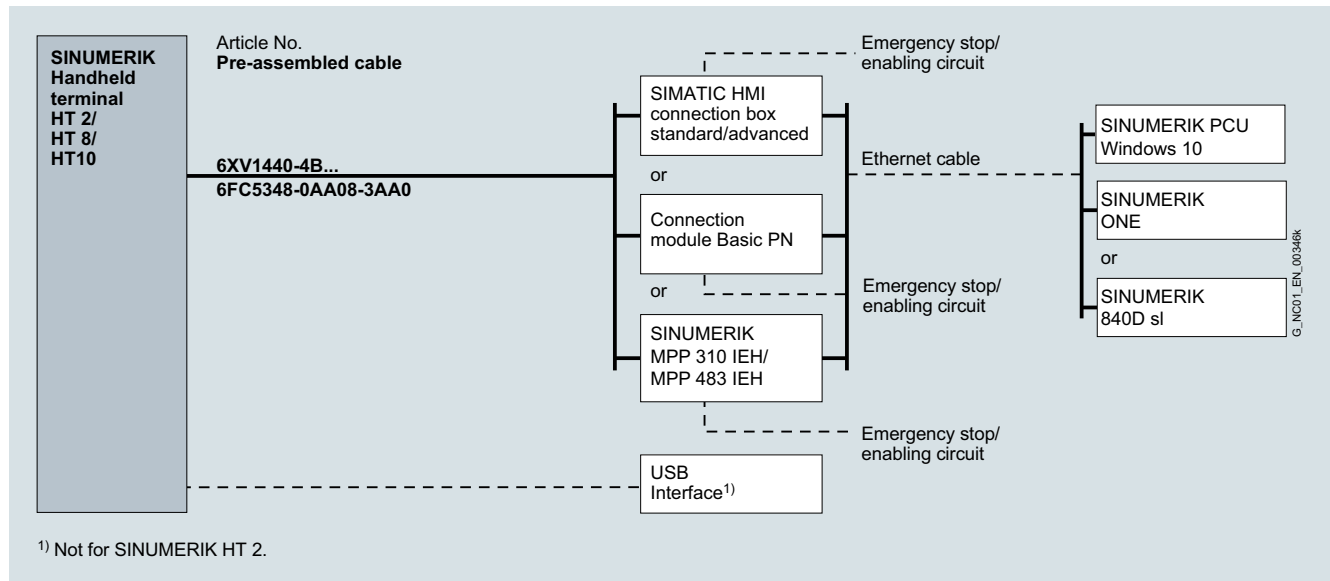 SINUMERIK
Handheld
terminal
HT 2/
HT 8/
HT10
Article No.
Pre-assembled cable
6XV1440-4B...
6FC5348-0AA08-3AA0
Emergency stop/
enabling circuit
SIMATIC HMI
connection box
standard/advanced
or
Connection
module Basic PN
or
SINUMERIK
MPP 310 IEH/
MPP 483 IEH
Ethernet cable
Emergency stop/
enabling circuit
Emergency stop/
enabling circuit
USB
Interface1)
SINUMERIK PCU
Windows 10
SINUMERIK
ONE
or
SINUMERIK
840D sl
G_NC01_EN_00346k
1) Not for SINUMERIK HT 2.